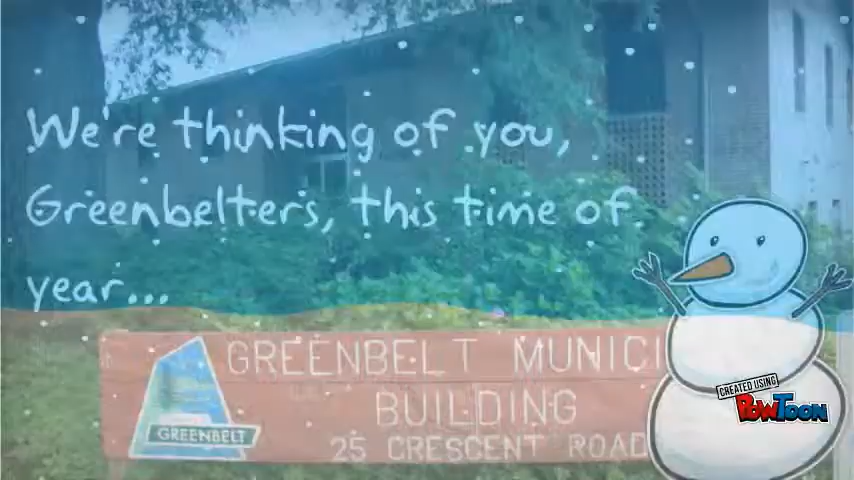 We're thinking of you,
Greenbelters, this time of
year...
GREENBELT MUNICI
BUILDING
25 CRESCENT ROAD
GREENBELT
CREATED USING
POWTOON